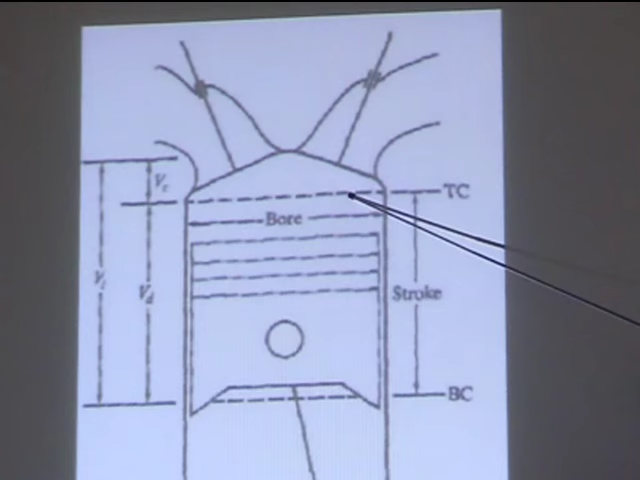 V_c
TC
Bore
V_t
V_d
Stroke
BC